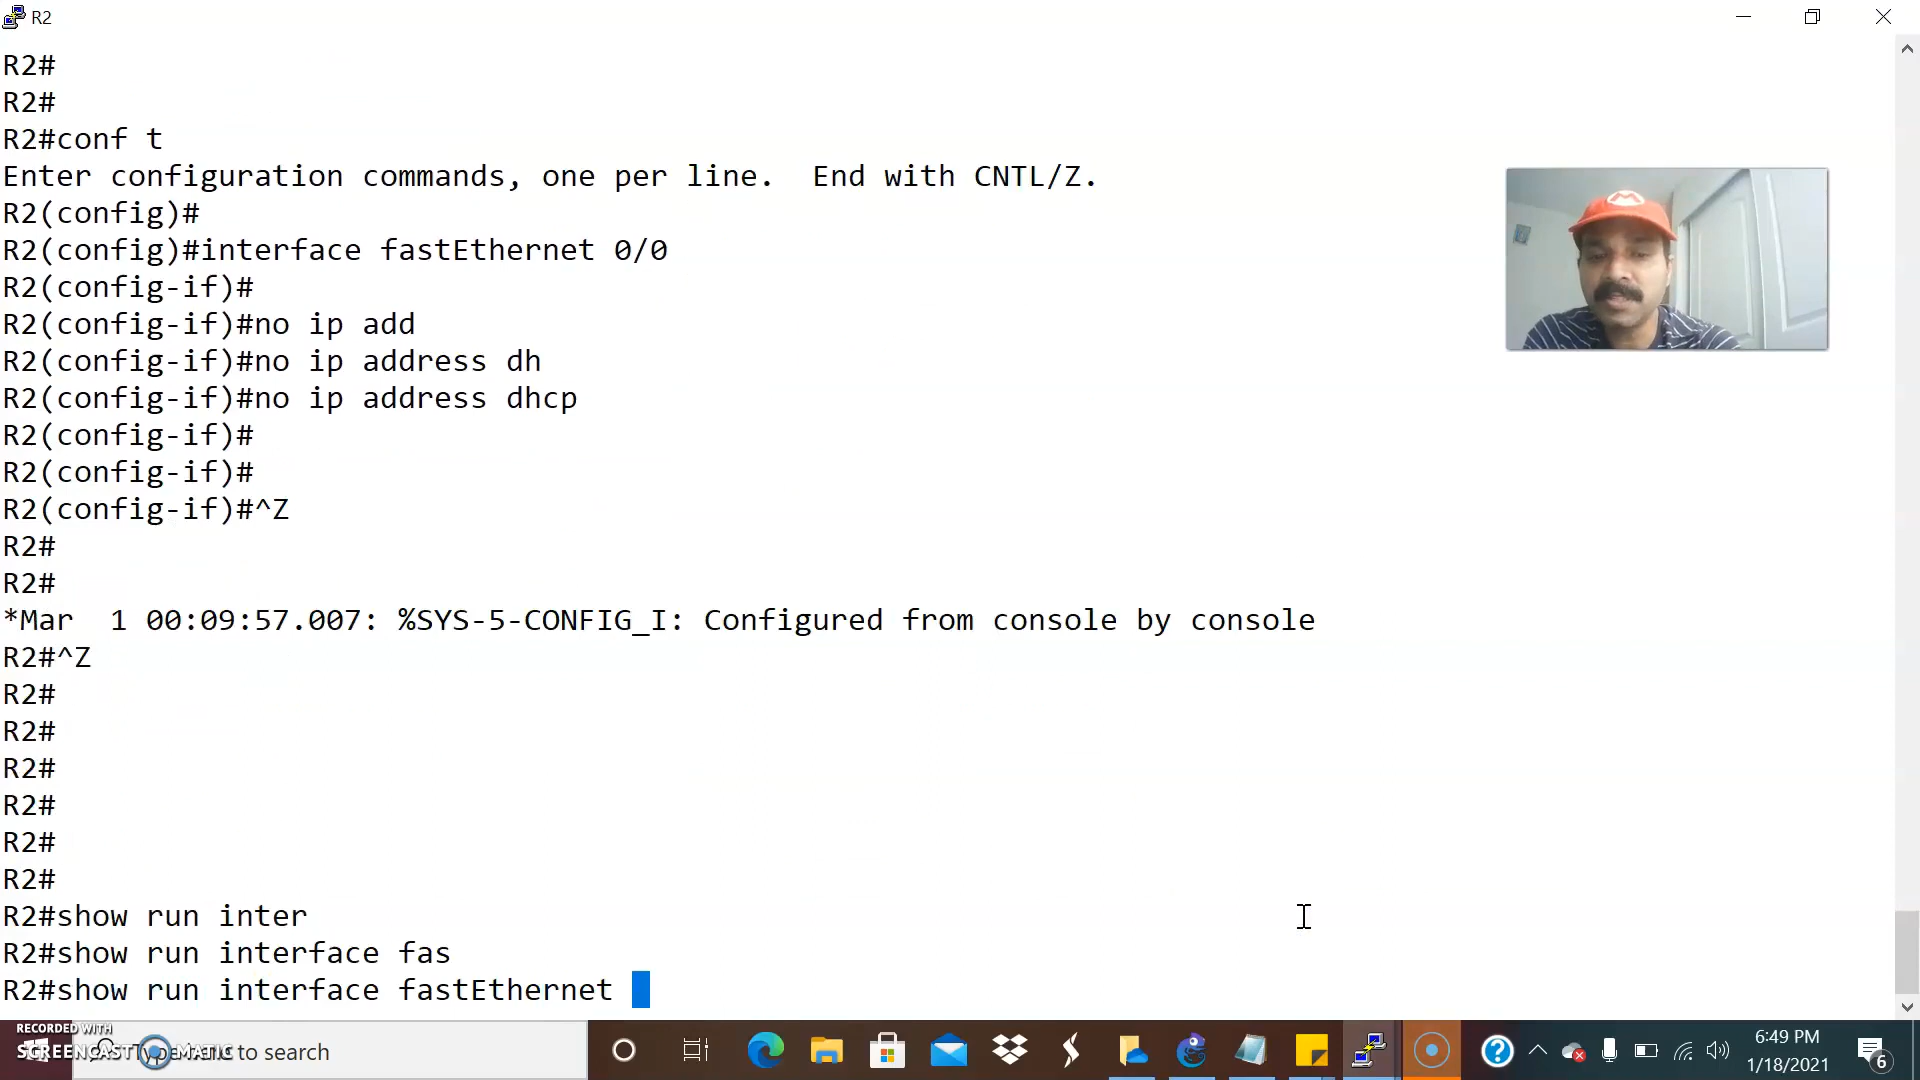 R2
R2#
R2#
R2#conf t
Enter configuration commands, one per line.  End with CNTL/Z.
R2(config)#
R2(config)#interface fastEthernet 0/0
R2(config-if)#
R2(config-if)#no ip add
R2(config-if)#no ip address dh
R2(config-if)#no ip address dhcp
R2(config-if)#
R2(config-if)#
R2(config-if)#^Z
R2#
R2#
*Mar  1 00:09:57.007: %SYS-5-CONFIG_I: Configured from console by console
R2#^Z
R2#
R2#
R2#
R2#
R2#
R2#
R2#show run inter
R2#show run interface fas
R2#show run interface fastEthernet
RECORDED WITH
SCREENCAST MATIC
to search
6:49 PM
1/18/2021
6
M